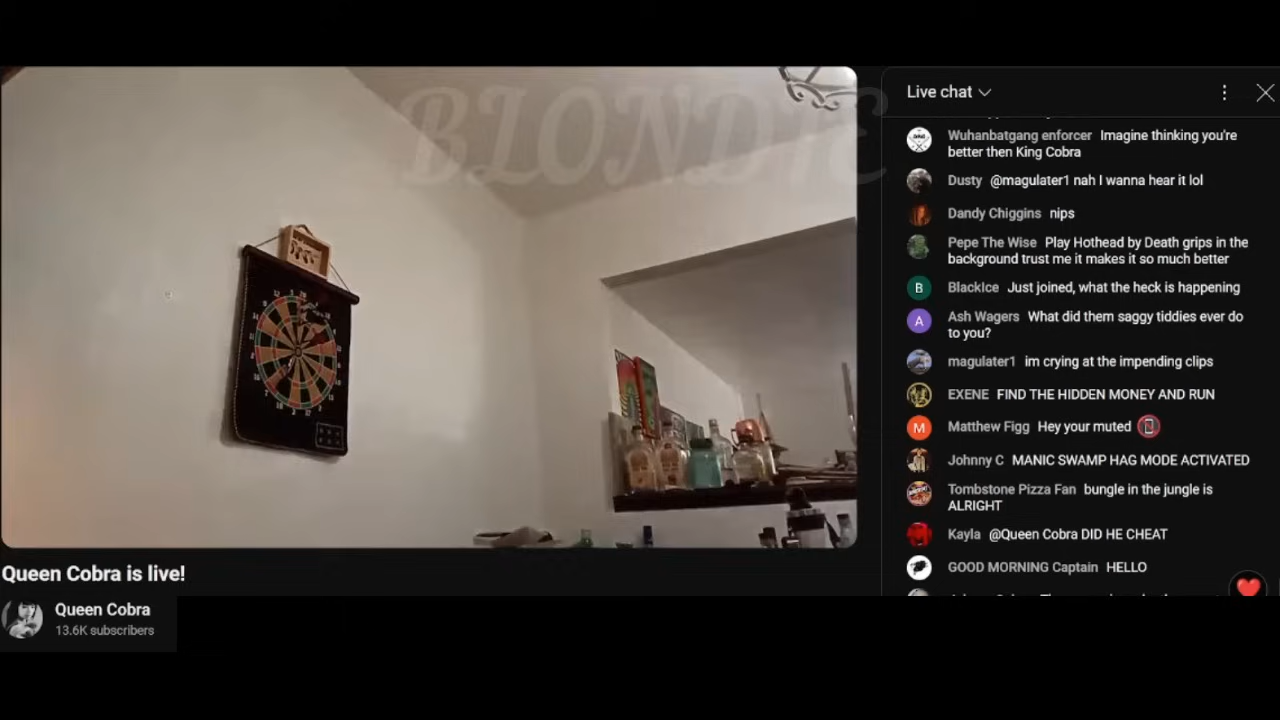 BLONDIE
Live chat
Wuhanbatgang enforcer Imagine thinking you're
better then King Cobra
Dusty @magulater1 nah I wanna hear it lol
Dandy Chiggins nips
Pepe The Wise Play Hothead by Death grips in the
background trust me it makes it so much better
B BlackIce Just joined, what the heck is happening
A Ash Wagers What did them saggy tiddies ever do
to you?
magulater1 im crying at the impending clips
EXENE FIND THE HIDDEN MONEY AND RUN
M Matthew Figg Hey your muted
Johnny C MANIC SWAMP HAG MODE ACTIVATED
Tombstone Pizza Fan bungle in the jungle is
ALRIGHT
Kayla @Queen Cobra DID HE CHEAT
GOOD MORNING Captain HELLO
Queen Cobra is live!
Queen Cobra
13.6K subscribers